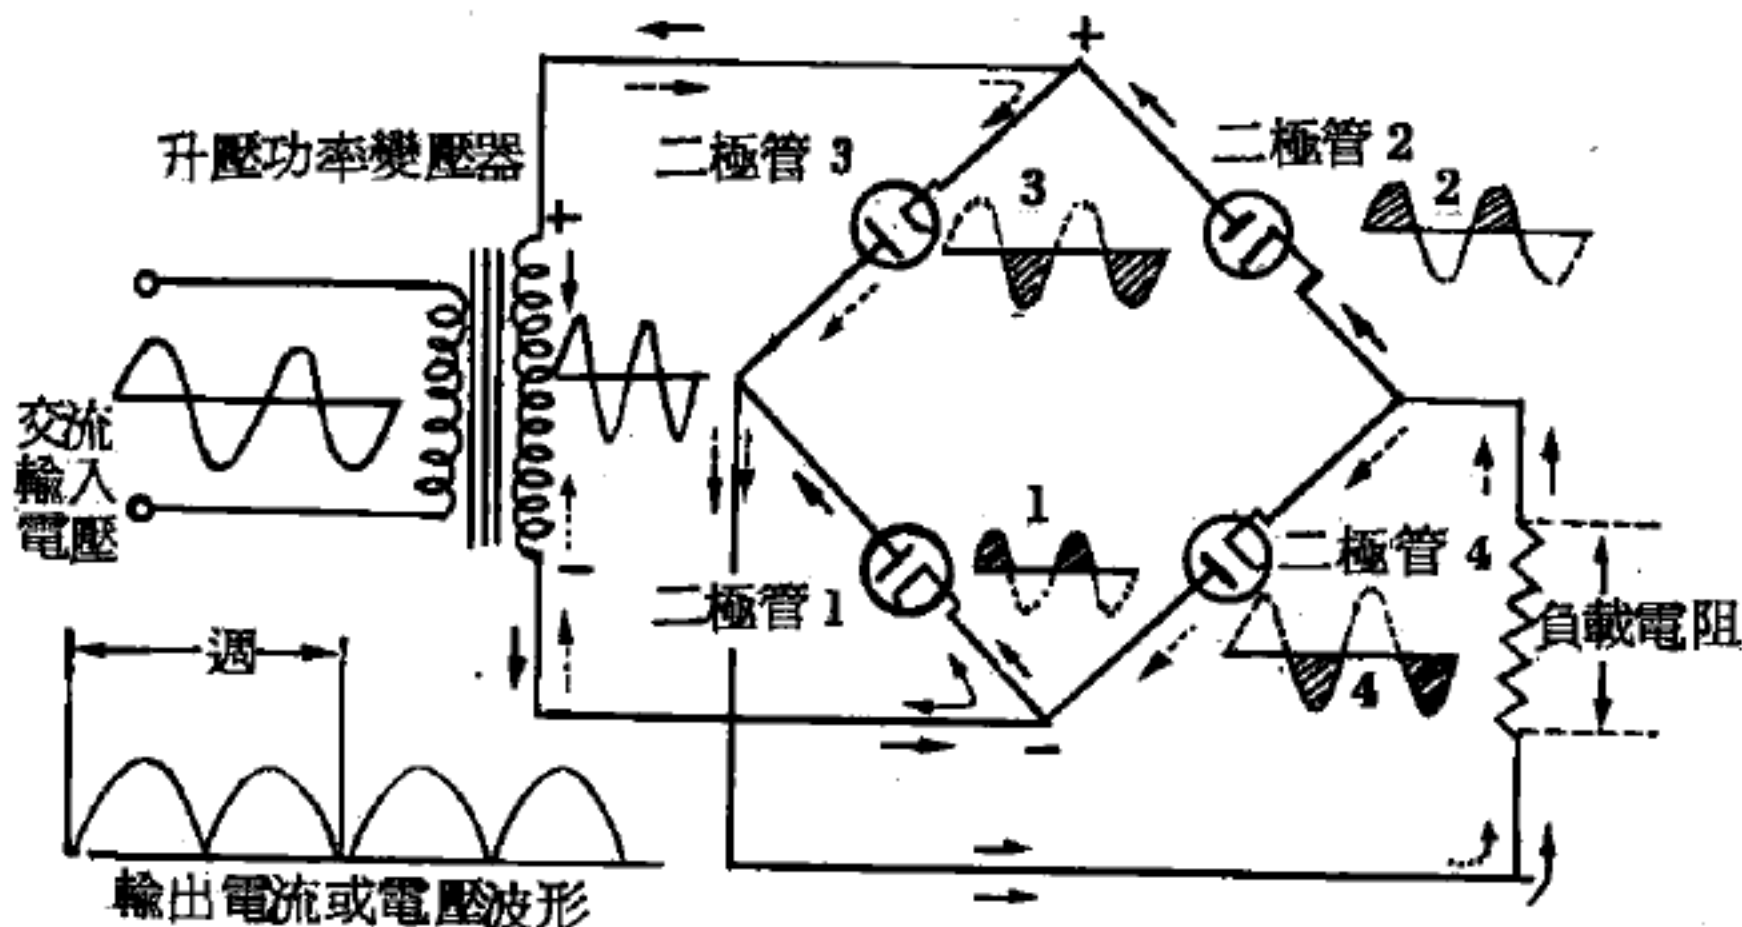 +
升壓功率變壓器
二極管 3
二極管 2
3
2
+
交流
輸入
電壓
1
−
二極管 1
二極管 4
負載電阻
週
4
−
輸出電流或電壓波形